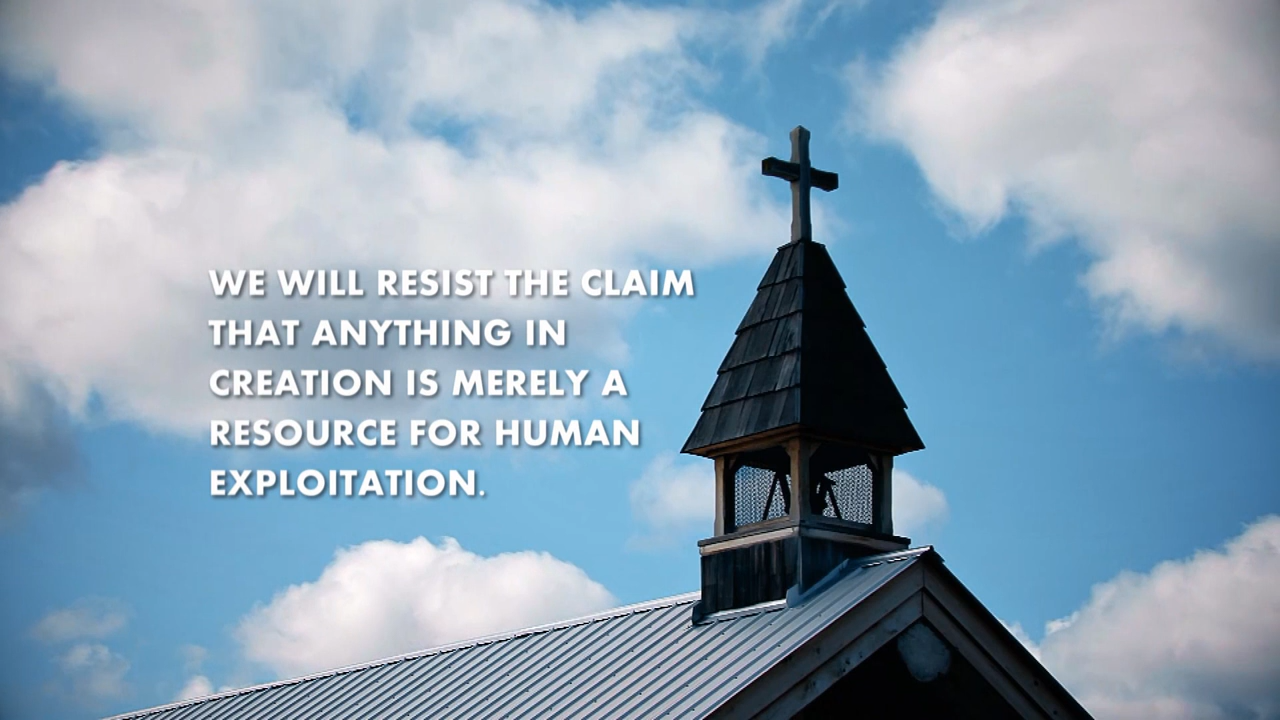 WE WILL RESIST THE CLAIM
THAT ANYTHING IN
CREATION IS MERELY A
RESOURCE FOR HUMAN
EXPLOITATION.